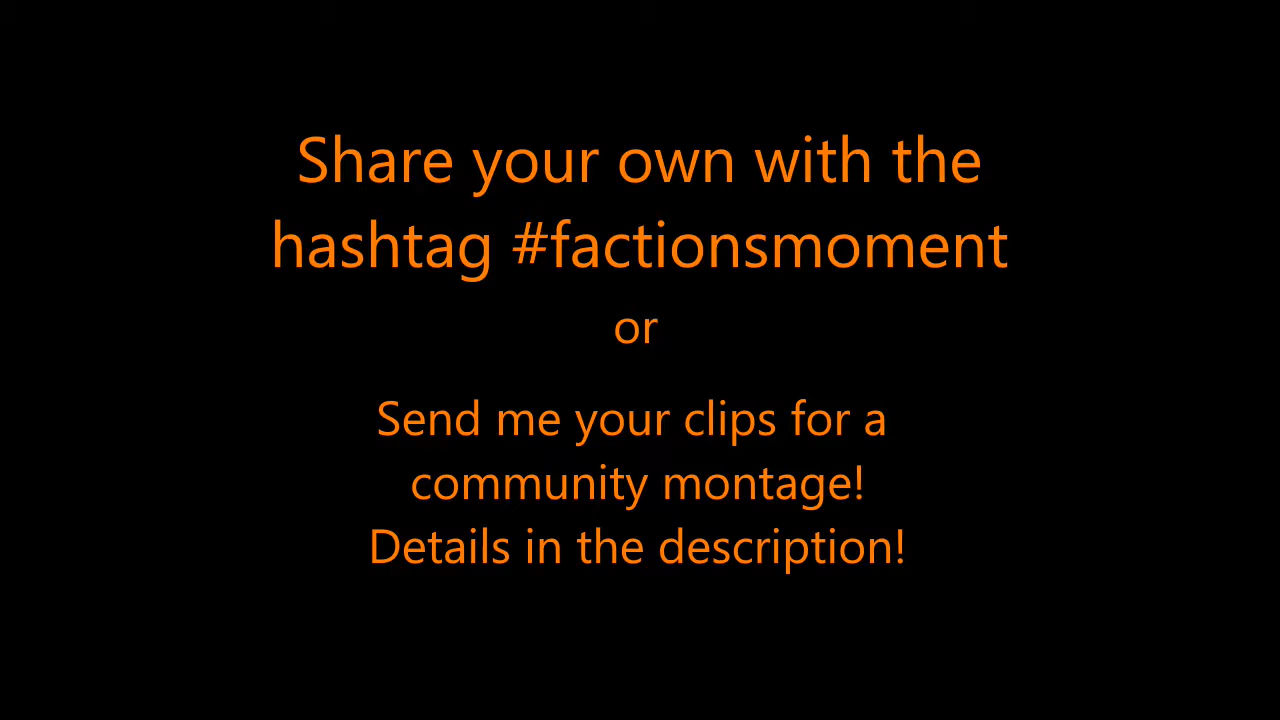 Share your own with the
hashtag #factionsmoment
or
Send me your clips for a
community montage!
Details in the description!